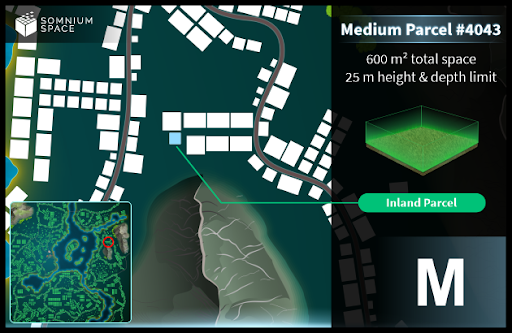 SOMNIUM
SPACE
Medium Parcel #4043
600 m² total space
25 m height & depth limit
Inland Parcel
M